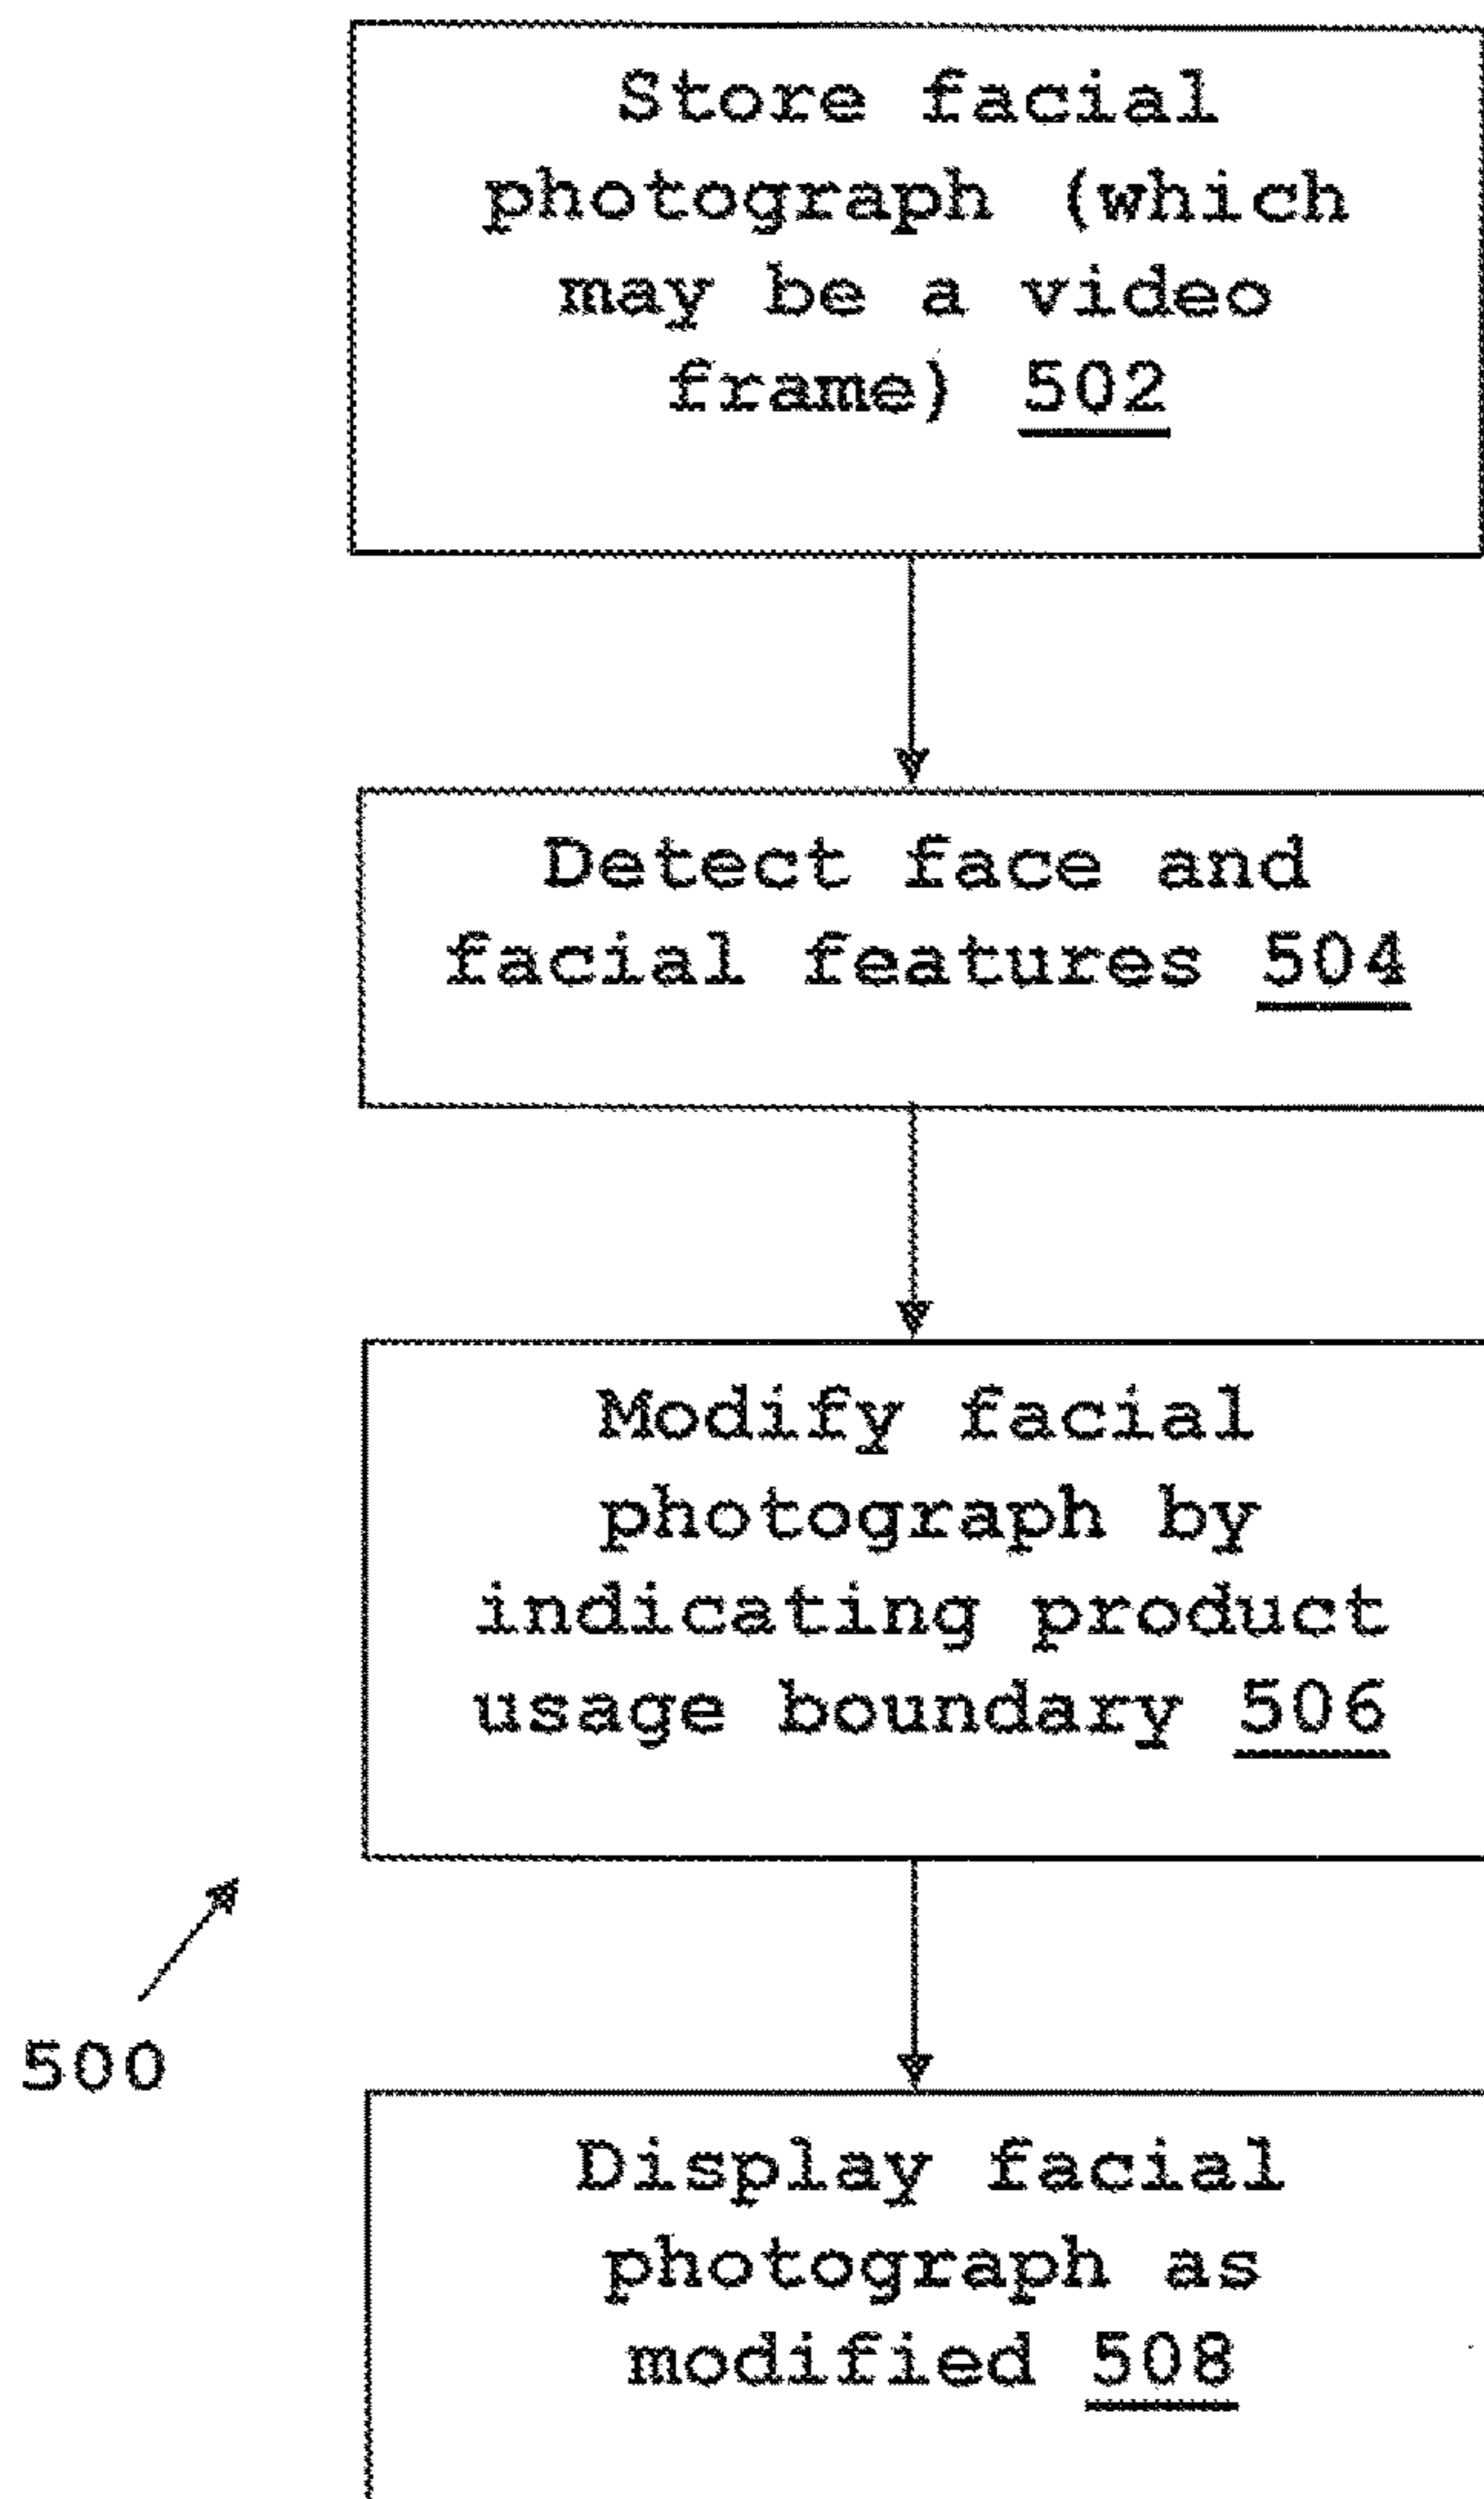 Store facial
photograph (which
may be a video
frame) 502
Detect face and
facial features 504
Modify facial
photograph by
indicating product
usage boundary 506
500
Display facial
photograph as
modified 508